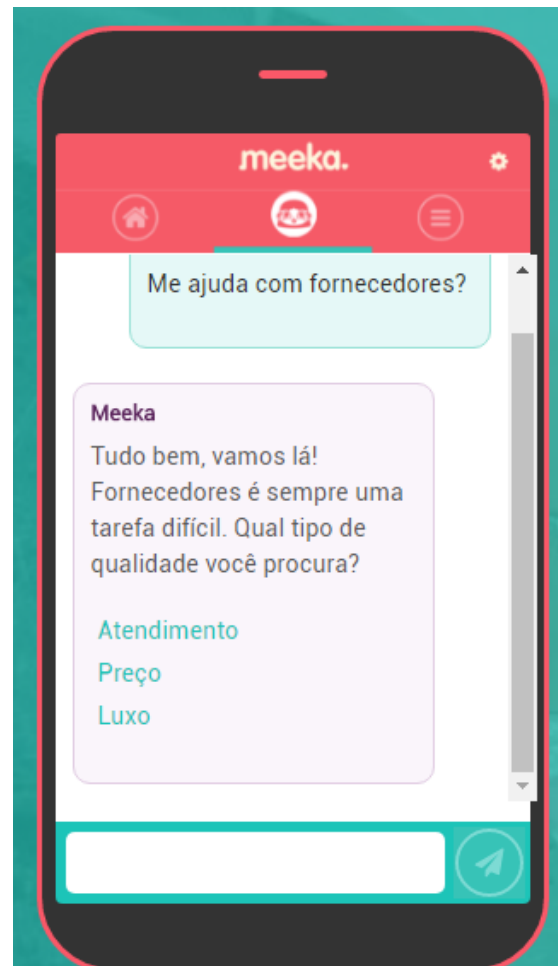 meeka.
Me ajuda com fornecedores?
Meeka
Tudo bem, vamos lá!
Fornecedores é sempre uma
tarefa difícil. Qual tipo de
qualidade você procura?
Atendimento
Preço
Luxo